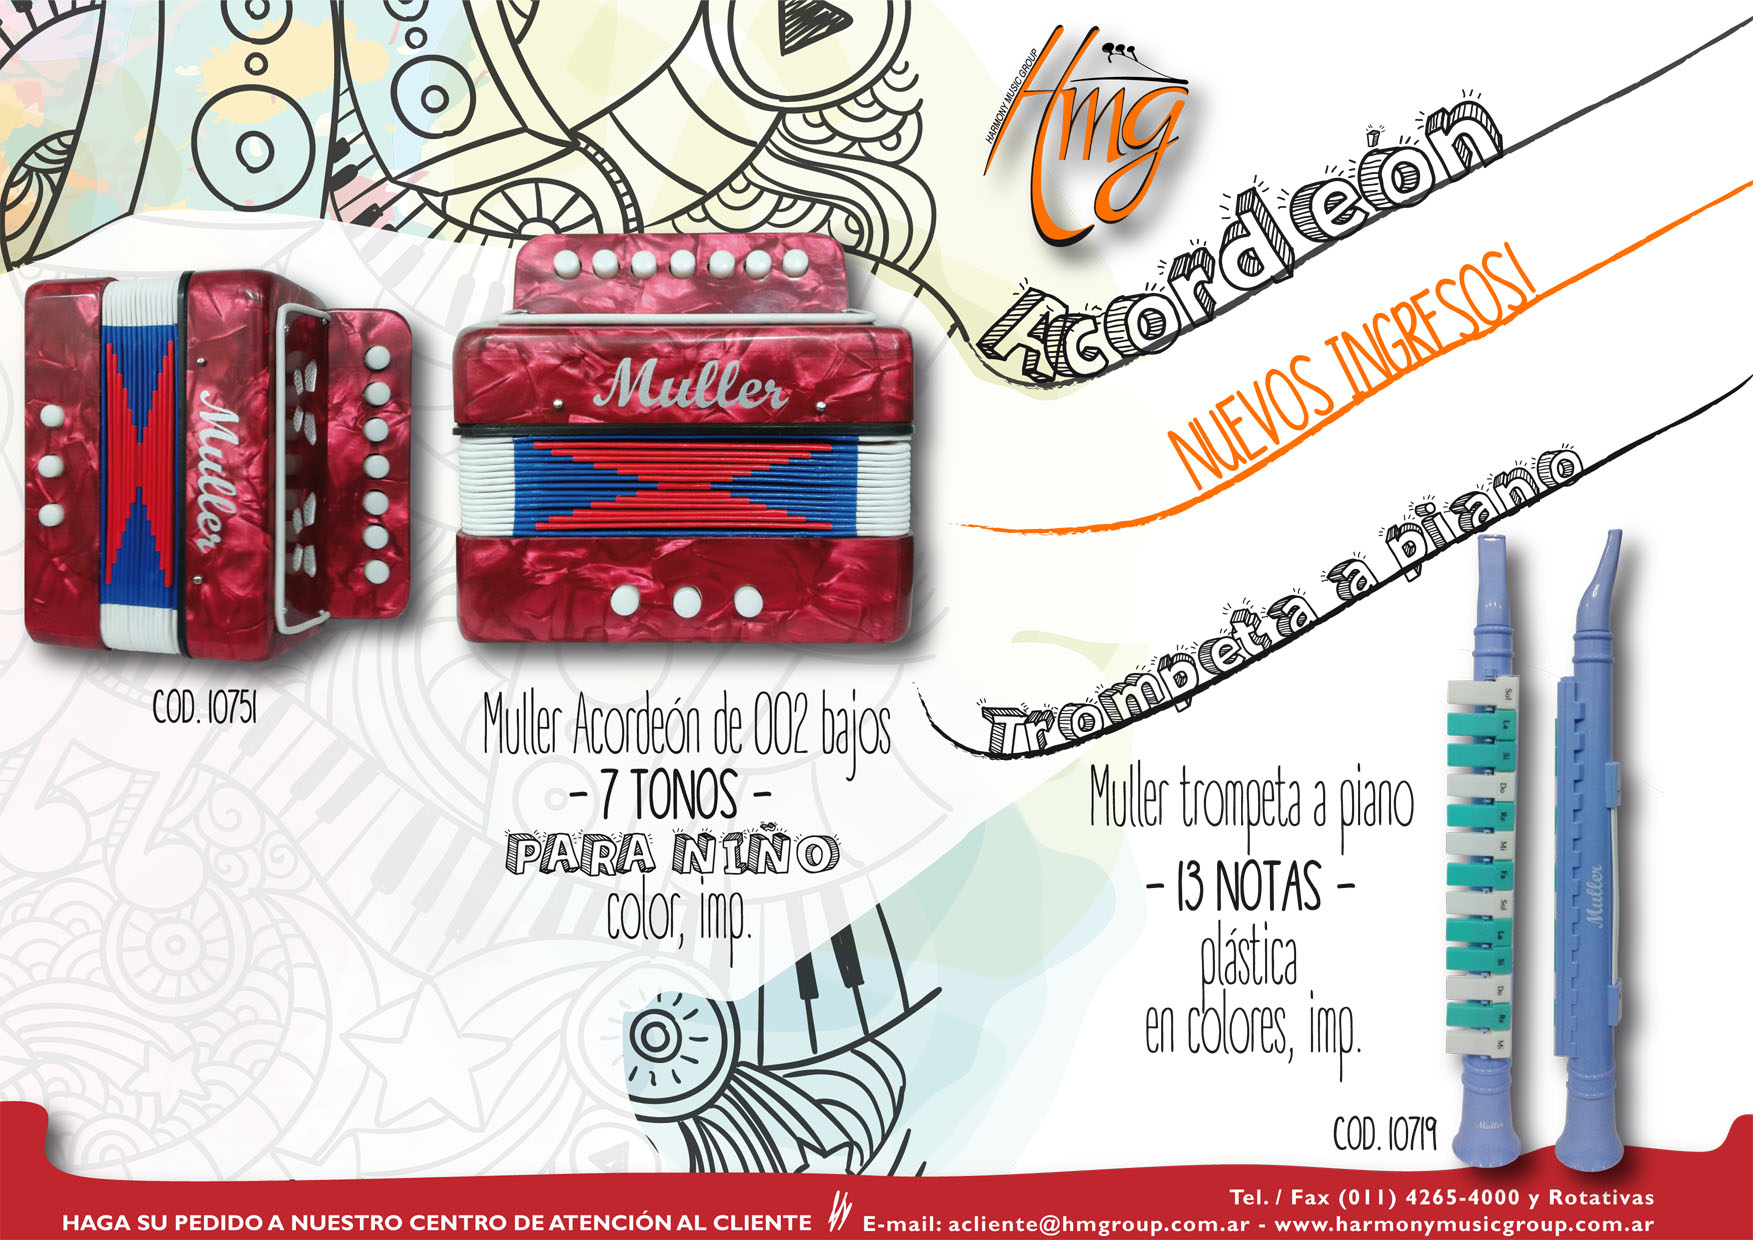 HARMONY MUSIC GROUP
Hmg
Acordeón
NUEVOS INGRESOS!
Muller
Muller
COD. 10751
Muller Acordeón de 002 bajos
- 7 TONOS -
PARA NIÑO
color, imp.
Trompeta a piano
Muller trompeta a piano
- 13 NOTAS -
plástica
en colores, imp.
COD. 10719
Sol
La
Si
Do
Re
Mi
Fa
Sol
La
Si
Do
Re
Mi
Muller
Muller
HAGA SU PEDIDO A NUESTRO CENTRO DE ATENCIÓN AL CLIENTE
Tel. / Fax (011) 4265-4000 y Rotativas
E-mail: acliente@hmgroup.com.ar - www.harmonymusicgroup.com.ar